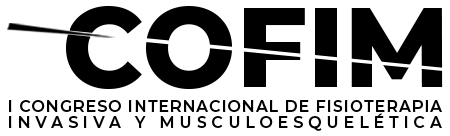 COFIM
I CONGRESO INTERNACIONAL DE FISIOTERAPIA
INVASIVA Y MUSCULOESQUELÉTICA